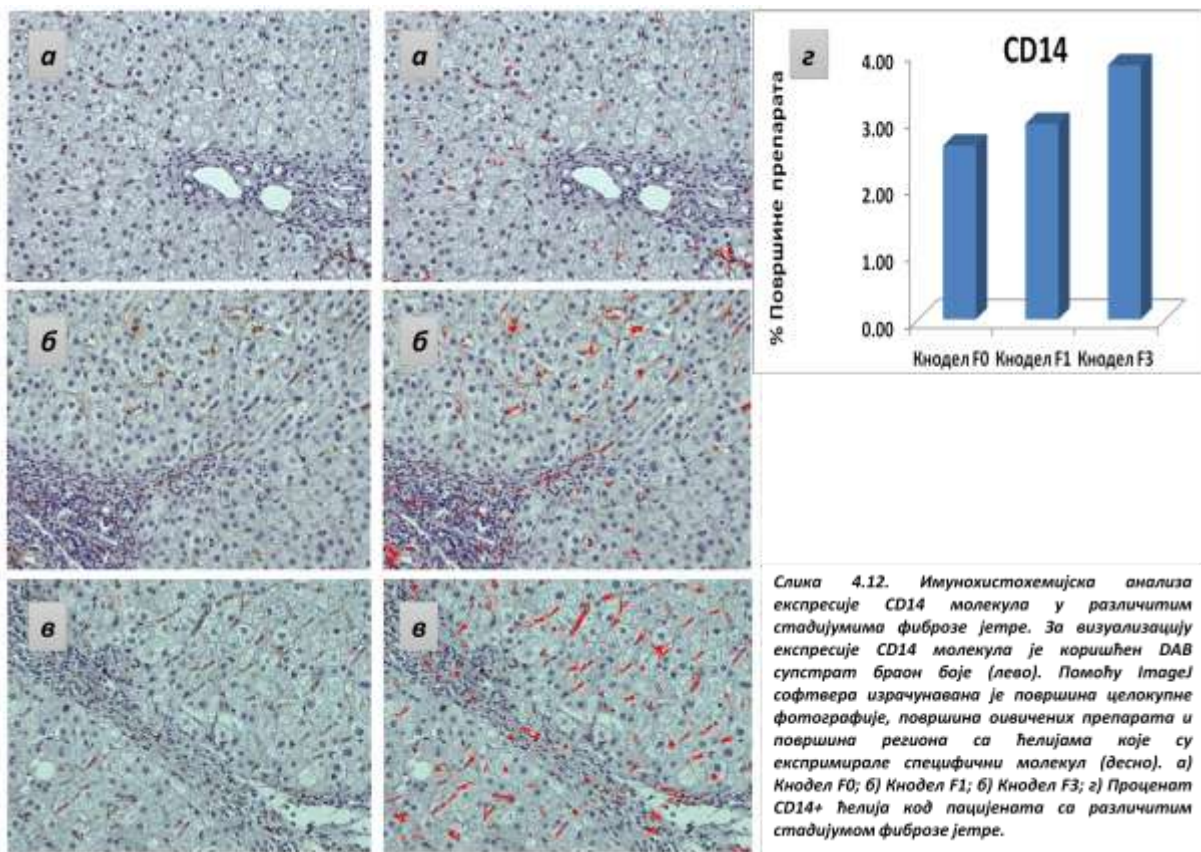 а
а
б
б
в
в
г
CD14
% Површине препарата
4.00
3.00
2.00
1.00
0.00
Кнодел F0 Кнодел F1 Кнодел F3
Слика 4.12. Имунохистохемијска анализа
експресије CD14 молекула у различитим
стадијумима фиброзе јетре. За визуализацију
експресије CD14 молекула је коришћен DAB
супстрат браон боје (лево). Помоћу ImageJ
софтвера израчунавана је површина целокупне
фотографије, површина оивичених препарата и
површина региона са ћелијама које су
експримирале специфични молекул (десно). а)
Кнодел F0; б) Кнодел F1; б) Кнодел F3; г) Проценат
CD14+ ћелија код пацијената са различитим
стадијумом фиброзе јетре.